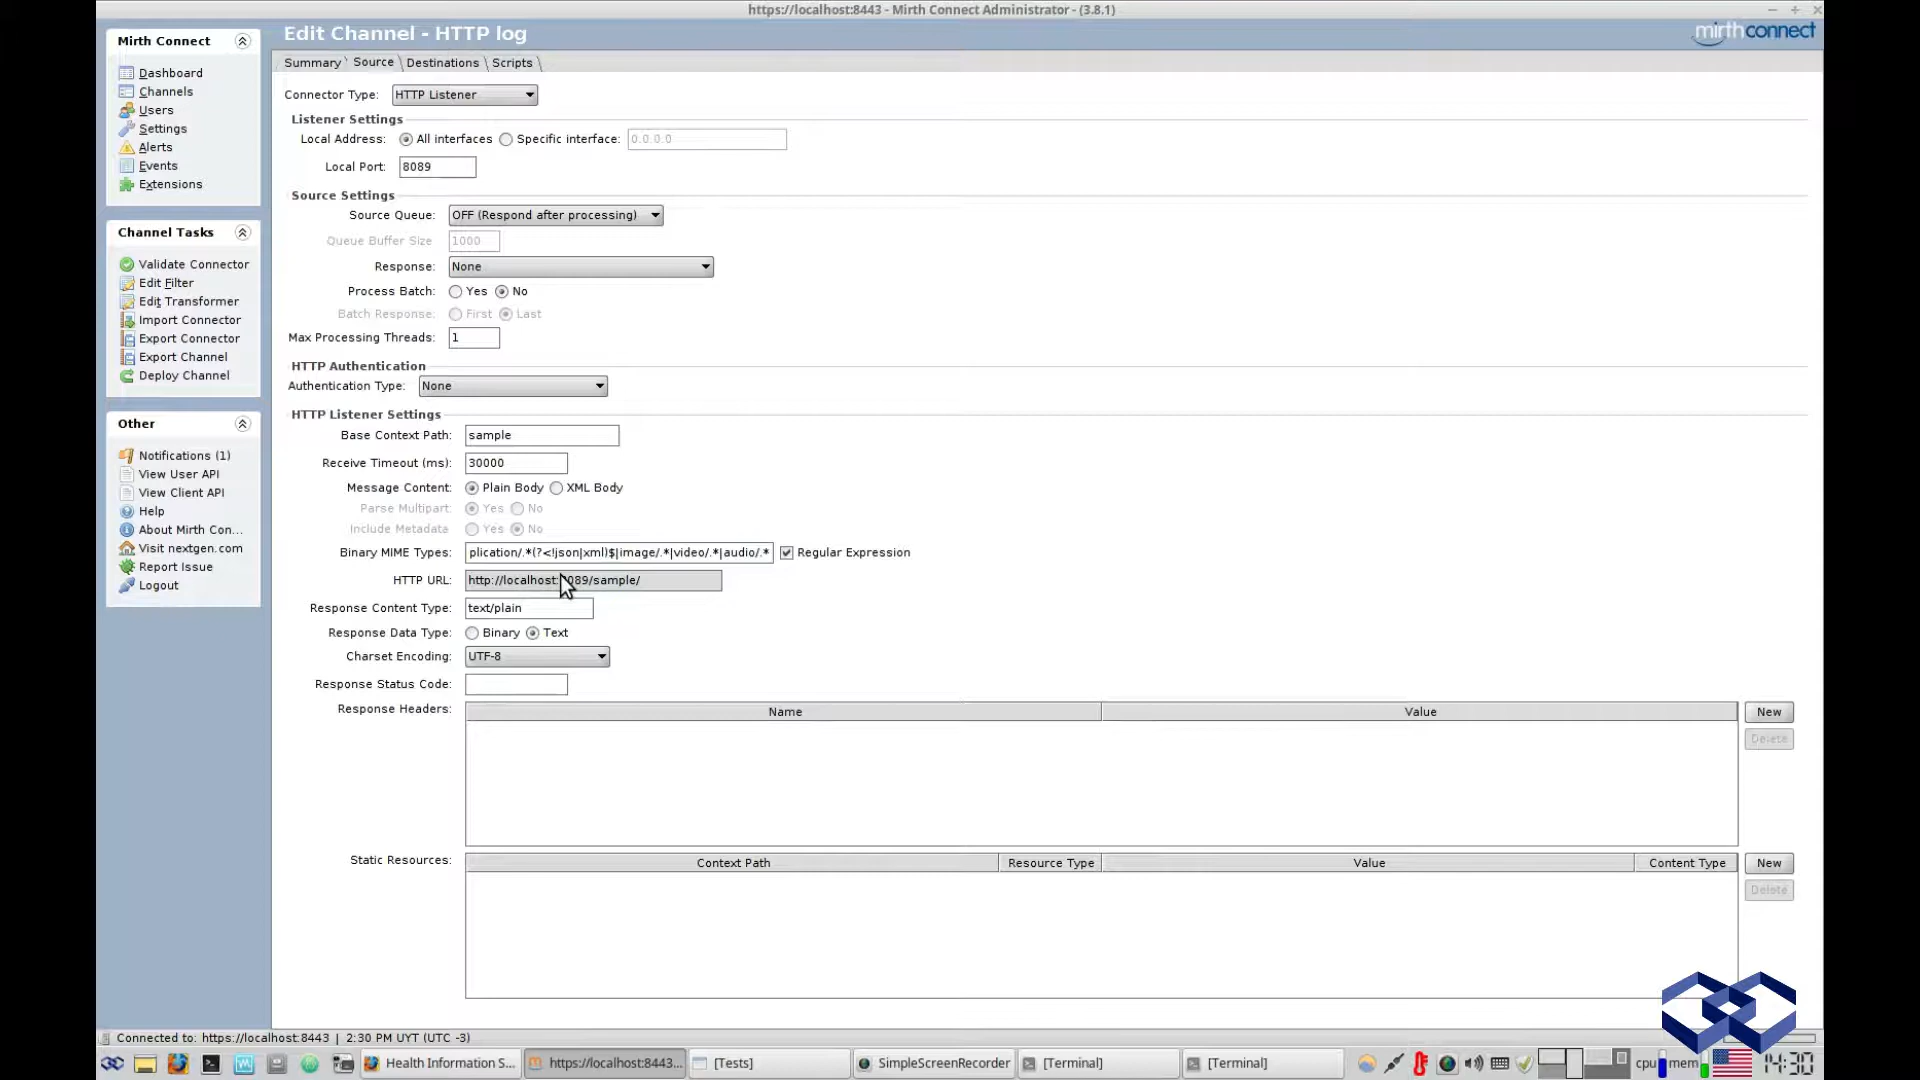 https://localhost:8443 - Mirth Connect Administrator - (3.8.1)
Mirth Connect
Dashboard
Channels
Users
Settings
Alerts
Events
Extensions
Channel Tasks
Validate Connector
Edit Filter
Edit Transformer
Import Connector
Export Connector
Export Channel
Deploy Channel
Other
Notifications (1)
View User API
View Client API
Help
About Mirth Con...
Visit nextgen.com
Report Issue
Logout
Edit Channel - HTTP log
mirthconnect
Summary Source Destinations Scripts
Connector Type: HTTP Listener
Listener Settings
Local Address: All interfaces Specific interface: 0.0.0.0
Local Port: 8089
Source Settings
Source Queue: OFF (Respond after processing)
Queue Buffer Size 1000
Response: None
Process Batch: Yes No
Batch Response: First Last
Max Processing Threads: 1
HTTP Authentication
Authentication Type: None
HTTP Listener Settings
Base Context Path: sample
Receive Timeout (ms): 30000
Message Content: Plain Body XML Body
Parse Multipart: Yes No
Include Metadata Yes No
Binary MIME Types: plication/.*(?<!json|xml)$|image/.*|video/.*|audio/.* Regular Expression
HTTP URL: http://localhost:8089/sample/
Response Content Type: text/plain
Response Data Type: Binary Text
Charset Encoding: UTF-8
Response Status Code:
Response Headers: Name Value New
Delete
Static Resources: Context Path Resource Type Value Content Type New
Delete
Connected to: https://localhost:8443 | 2:30 PM UYT (UTC -3)
Health Information S... https://localhost:8443... [Tests] SimpleScreenRecorder [Terminal] [Terminal] cpu mem 14:30